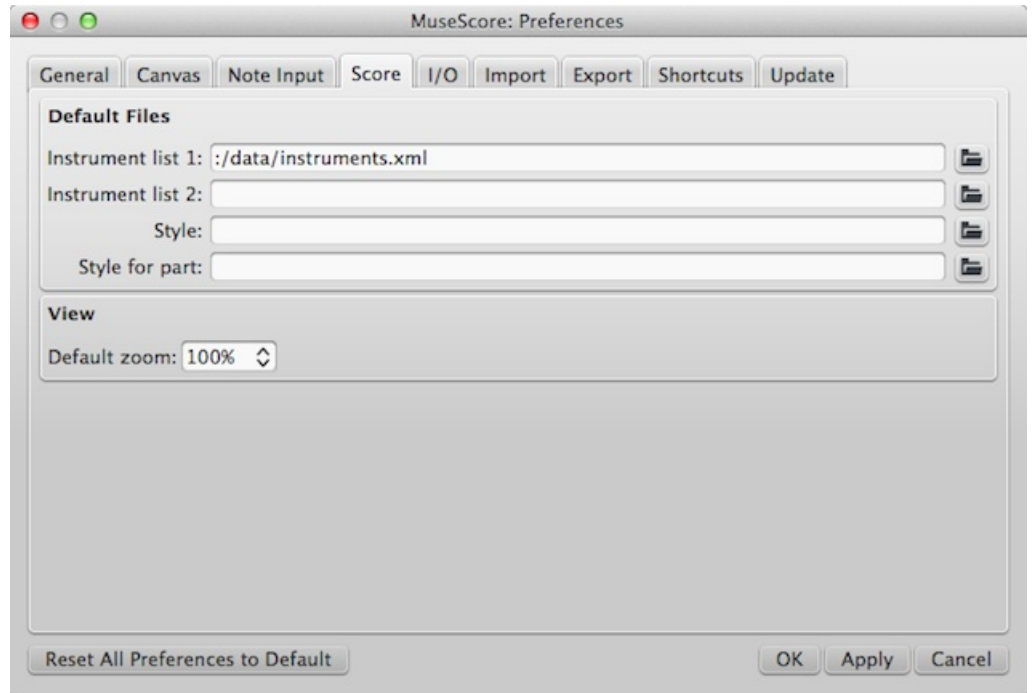 MuseScore: Preferences
General Canvas Note Input Score I/O Import Export Shortcuts Update
Default Files
Instrument list 1: :/data/instruments.xml
Instrument list 2:
Style:
Style for part:
View
Default zoom: 100%
Reset All Preferences to Default OK Apply Cancel